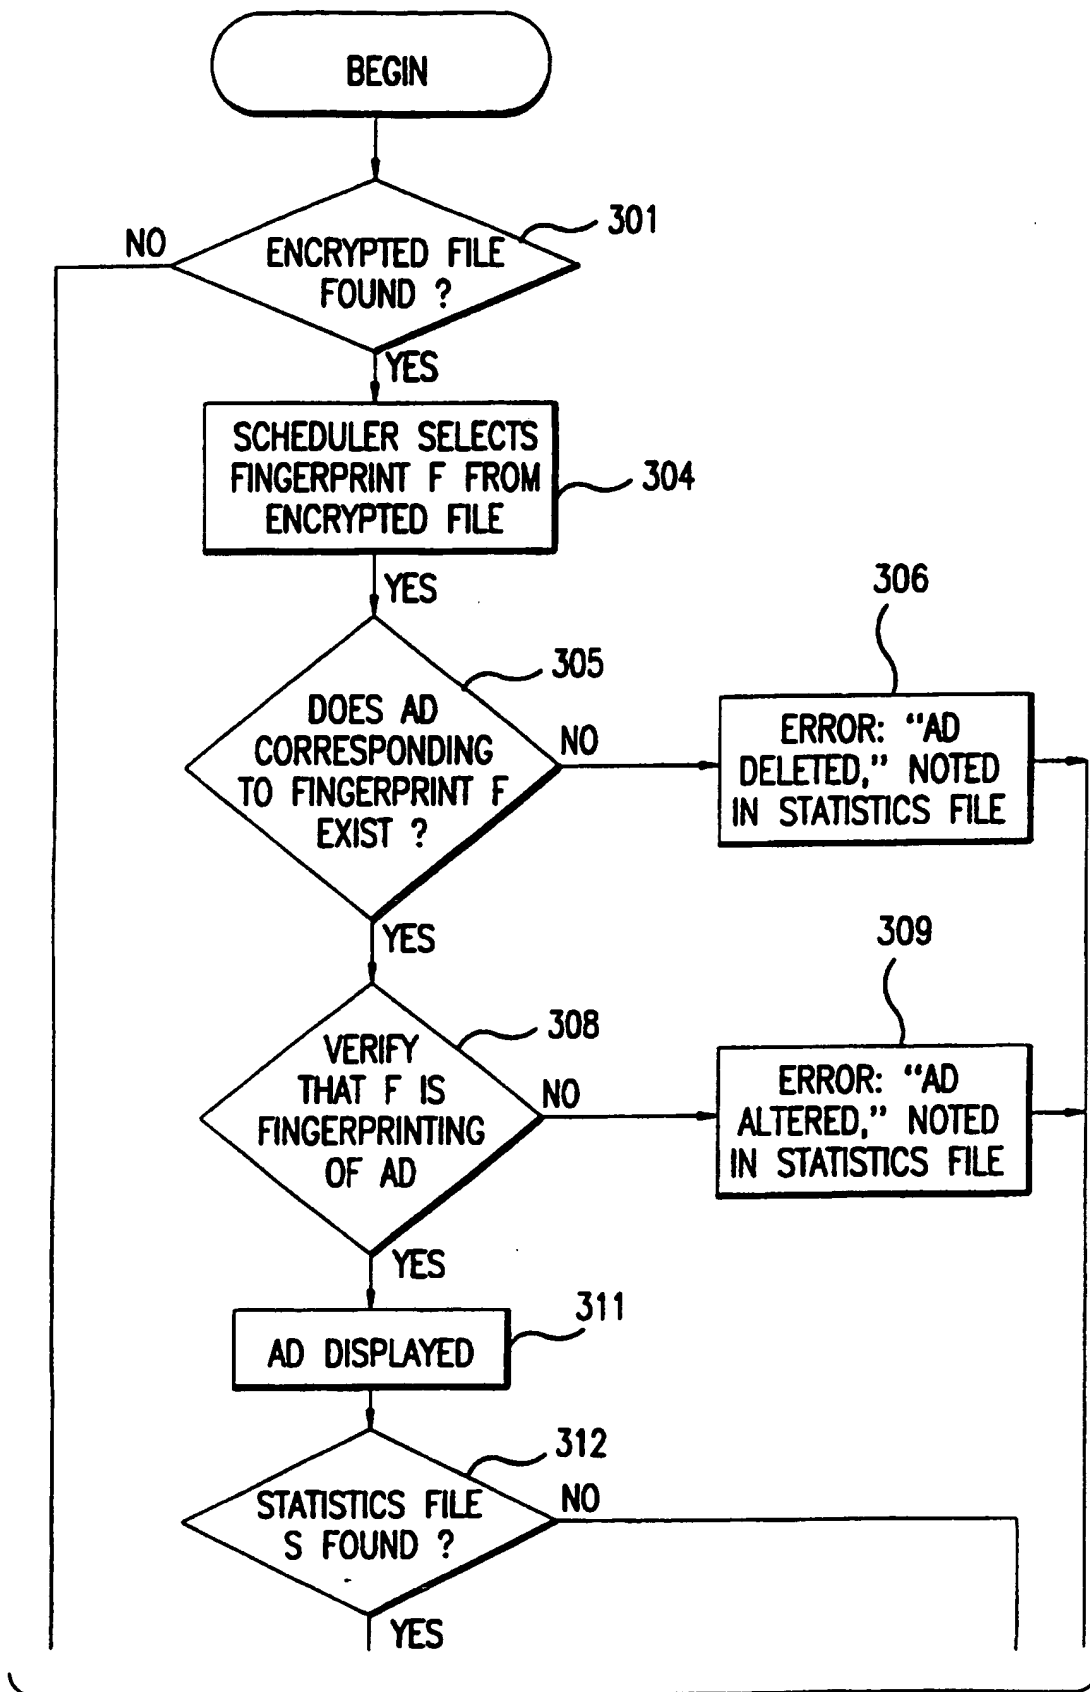 BEGIN
301
NO
ENCRYPTED FILE
FOUND ?
YES
SCHEDULER SELECTS
FINGERPRINT F FROM
ENCRYPTED FILE
304
YES
305
306
DOES AD
CORRESPONDING
TO FINGERPRINT F
EXIST ?
NO
ERROR: “AD
DELETED,” NOTED
IN STATISTICS FILE
YES
308
309
VERIFY
THAT F IS
FINGERPRINTING
OF AD
NO
ERROR: “AD
ALTERED,” NOTED
IN STATISTICS FILE
YES
311
AD DISPLAYED
312
STATISTICS FILE
S FOUND ?
NO
YES